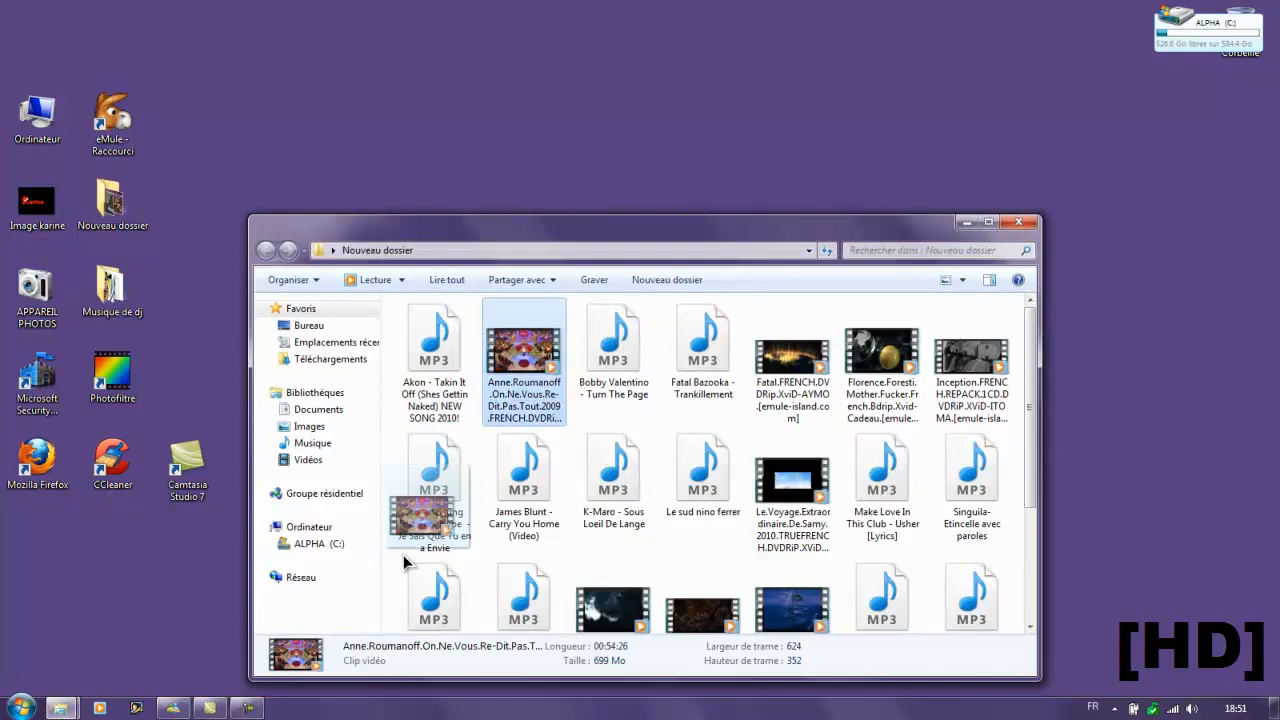 ALPHA (C:)
526.6 Go libres sur 584.4 Go
Corbeille
Ordinateur
eMule -
Raccourci
Image karine
Nouveau dossier
APPAREIL
PHOTOS
Musique de dj
Microsoft
Security...
Photofiltre
Mozilla Firefox
CCleaner
Camtasia
Studio 7
Nouveau dossier
Rechercher dans : Nouveau dossier
Organiser
Lecture
Lire tout
Partager avec
Graver
Nouveau dossier
Favoris
Bureau
Emplacements récen
Téléchargements
Bibliothèques
Documents
Images
Musique
Vidéos
Groupe résidentiel
Ordinateur
ALPHA (C:)
Réseau
MP3
Akon - Takin It
Off (Shes Gettin
Naked) NEW
SONG 2010!
Anne.Roumanoff
.On.Ne.Vous.Re-
Dit.Pas.Tout.2009
.FRENCH.DVDRi...
MP3
Bobby Valentino
- Turn The Page
MP3
Fatal Bazooka -
Trankillement
Fatal.FRENCH.DV
DRip.XViD-AYMO
.[emule-island.co
m]
Florence.Foresti.
Mother.Fucker.Fr
ench.Bdrip.Xvid-
Cadeau.[emule...
Inception.FRENC
H.REPACK.1CD.D
VDRiP.XViD-ITO
MA.[emule-isla...
MP3
Je Sais Que Tu en
a Envie
MP3
James Blunt -
Carry You Home
(Video)
MP3
K-Maro - Sous
Loeil De Lange
MP3
Le sud nino ferrer
Le.Voyage.Extraor
dinaire.De.Samy.
2010.TRUEFRENC
H.DVDRiP.XViD...
MP3
Make Love In
This Club - Usher
[Lyrics]
MP3
Singuila-
Etincelle avec
paroles
MP3
MP3
MP3
MP3
Anne.Roumanoff.On.Ne.Vous.Re-Dit.Pas.T...
Longueur : 00:54:26
Largeur de trame : 624
Clip vidéo
Taille : 699 Mo
Hauteur de trame : 352
[HD]
FR
18:51